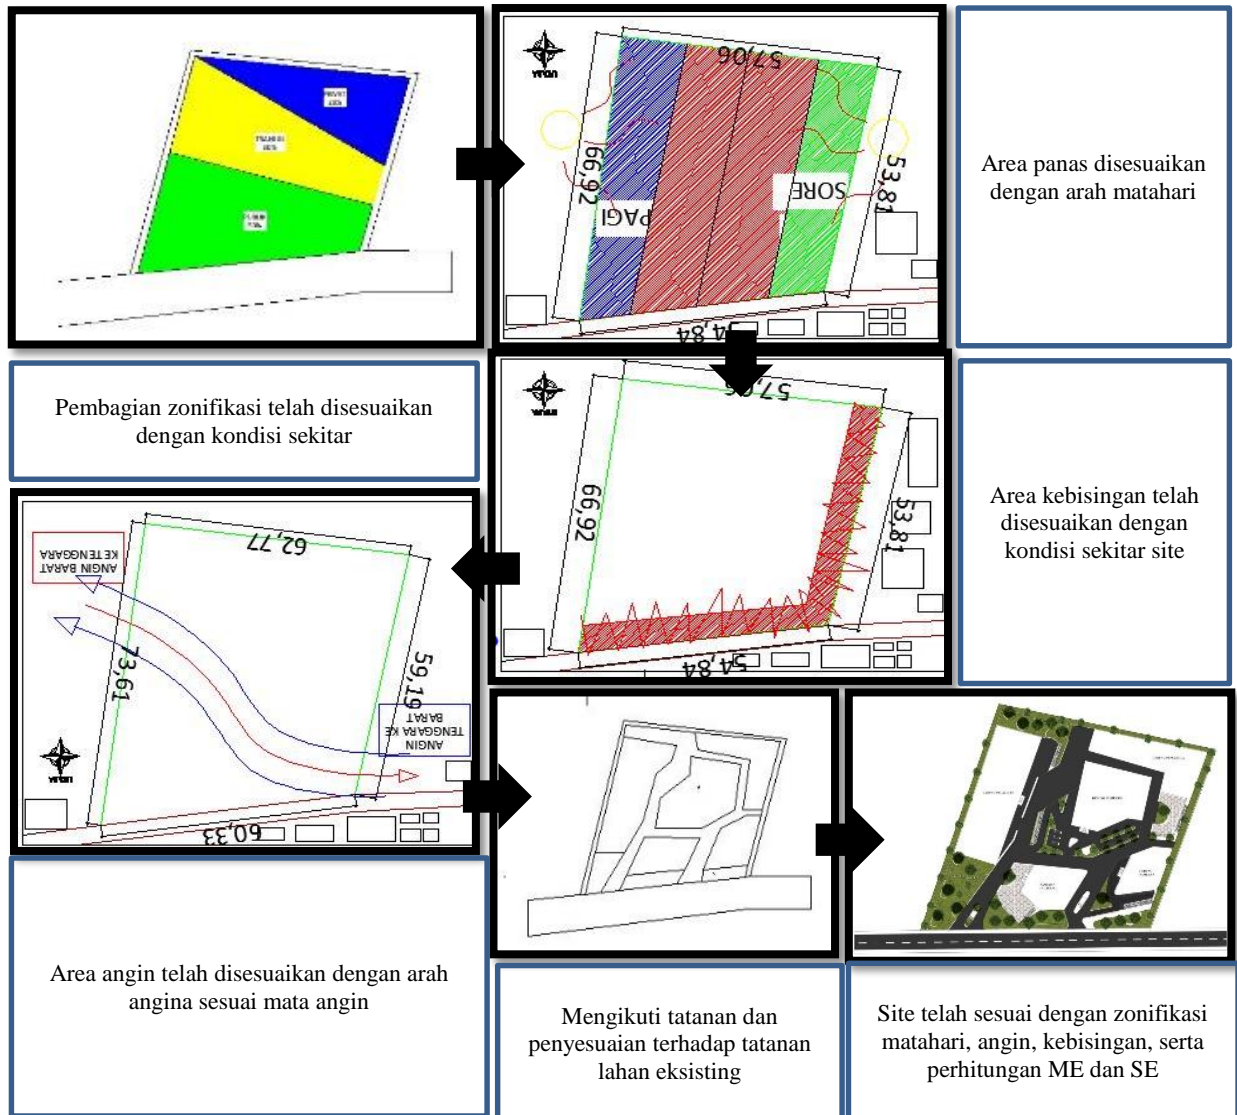 57,06
66,92
53,81
PAGI
SORE
54,84
Area panas disesuaikan
dengan arah matahari
Pembagian zonifikasi telah disesuaikan
dengan kondisi sekitar
66,92
53,81
54,84
Area kebisingan telah
disesuaikan dengan
kondisi sekitar site
ANGIN BARAT
KE TENGGARA
62,77
73,61
59,19
ANGIN
TENGGARA KE
BARAT
60,33
Area angin telah disesuaikan dengan arah
angina sesuai mata angin
Mengikuti tatanan dan
penyesuaian terhadap tatanan
lahan eksisting
Site telah sesuai dengan zonifikasi
matahari, angin, kebisingan, serta
perhitungan ME dan SE